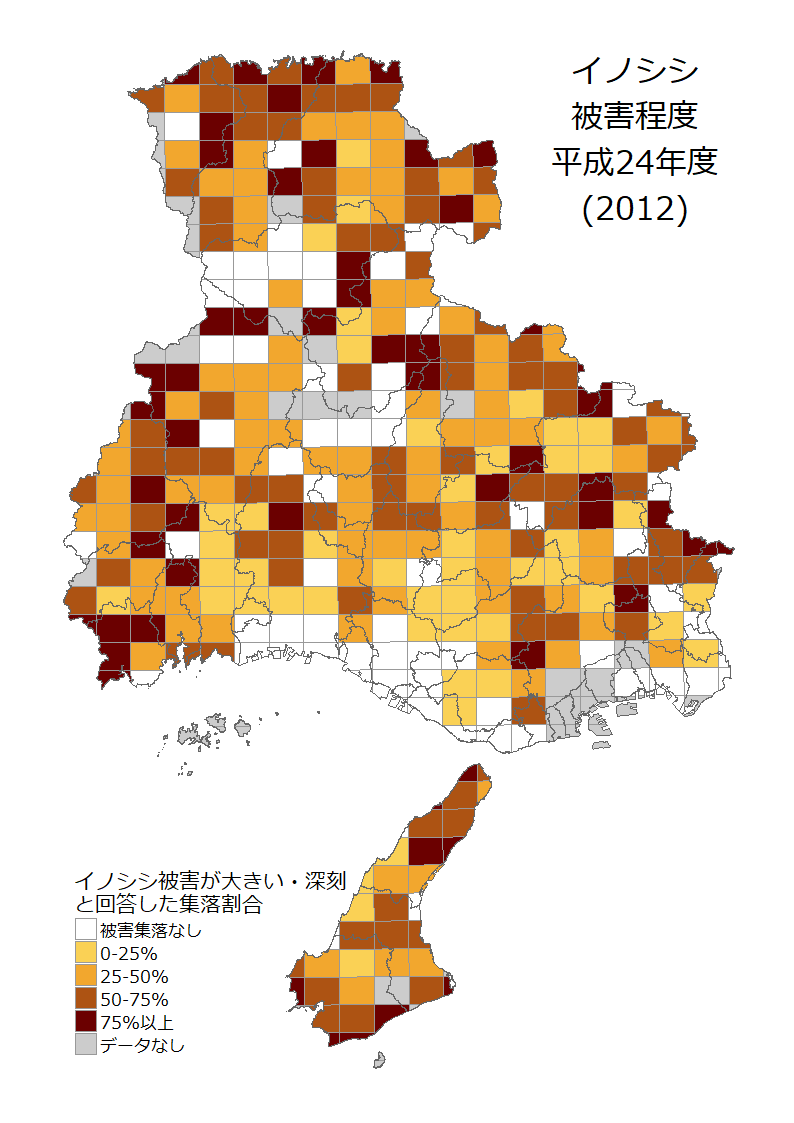 イノシシ
被害程度
平成24年度
(2012)
イノシシ被害が大きい・深刻
と回答した集落割合
被害集落なし
0-25%
25-50%
50-75%
75%以上
データなし